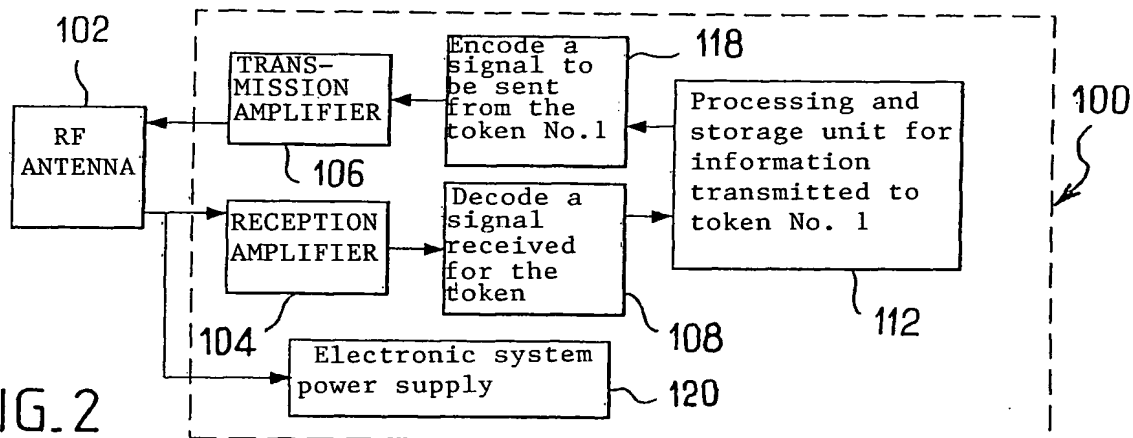 102
RF
ANTENNA
TRANS-
MISSION
AMPLIFIER
106
Encode a
signal to
be sent
from the
token No.1
118
Processing and
storage unit for
information
transmitted to
token No. 1
112
100
RECEPTION
AMPLIFIER
104
Decode a
signal
received
for the
token
108
Electronic system
power supply
120
IG.2